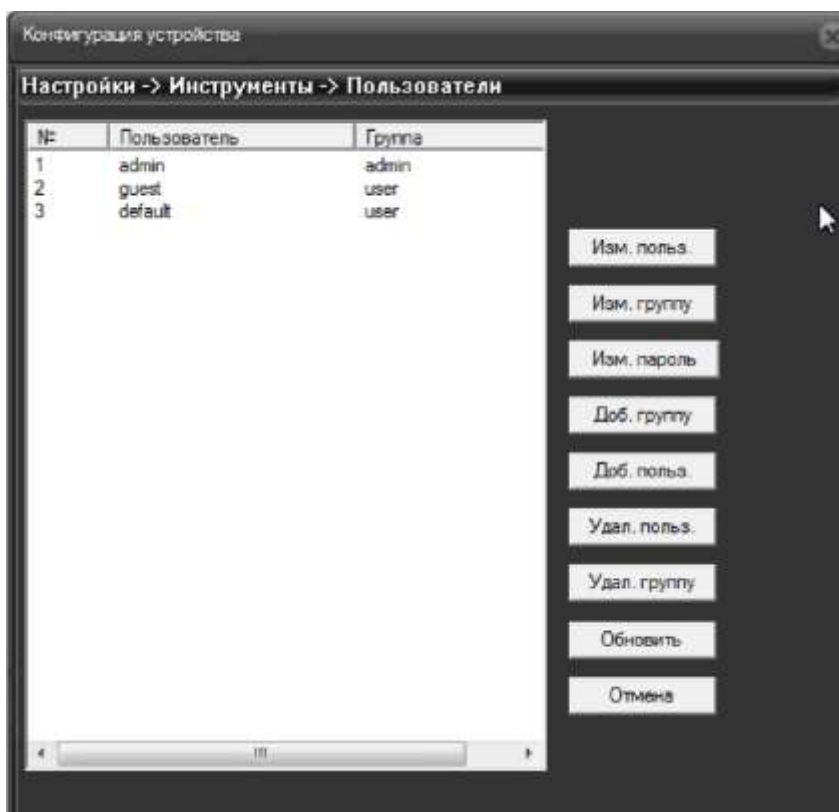 Конфигурация устройства
Настройки -> Инструменты -> Пользователи
№ Пользователь Группа
1 admin admin
2 guest user
3 default user
Изм. польз.
Изм. группу
Изм. пароль
Доб. группу
Доб. польз.
Удал. польз.
Удал. группу
Обновить
Отмена